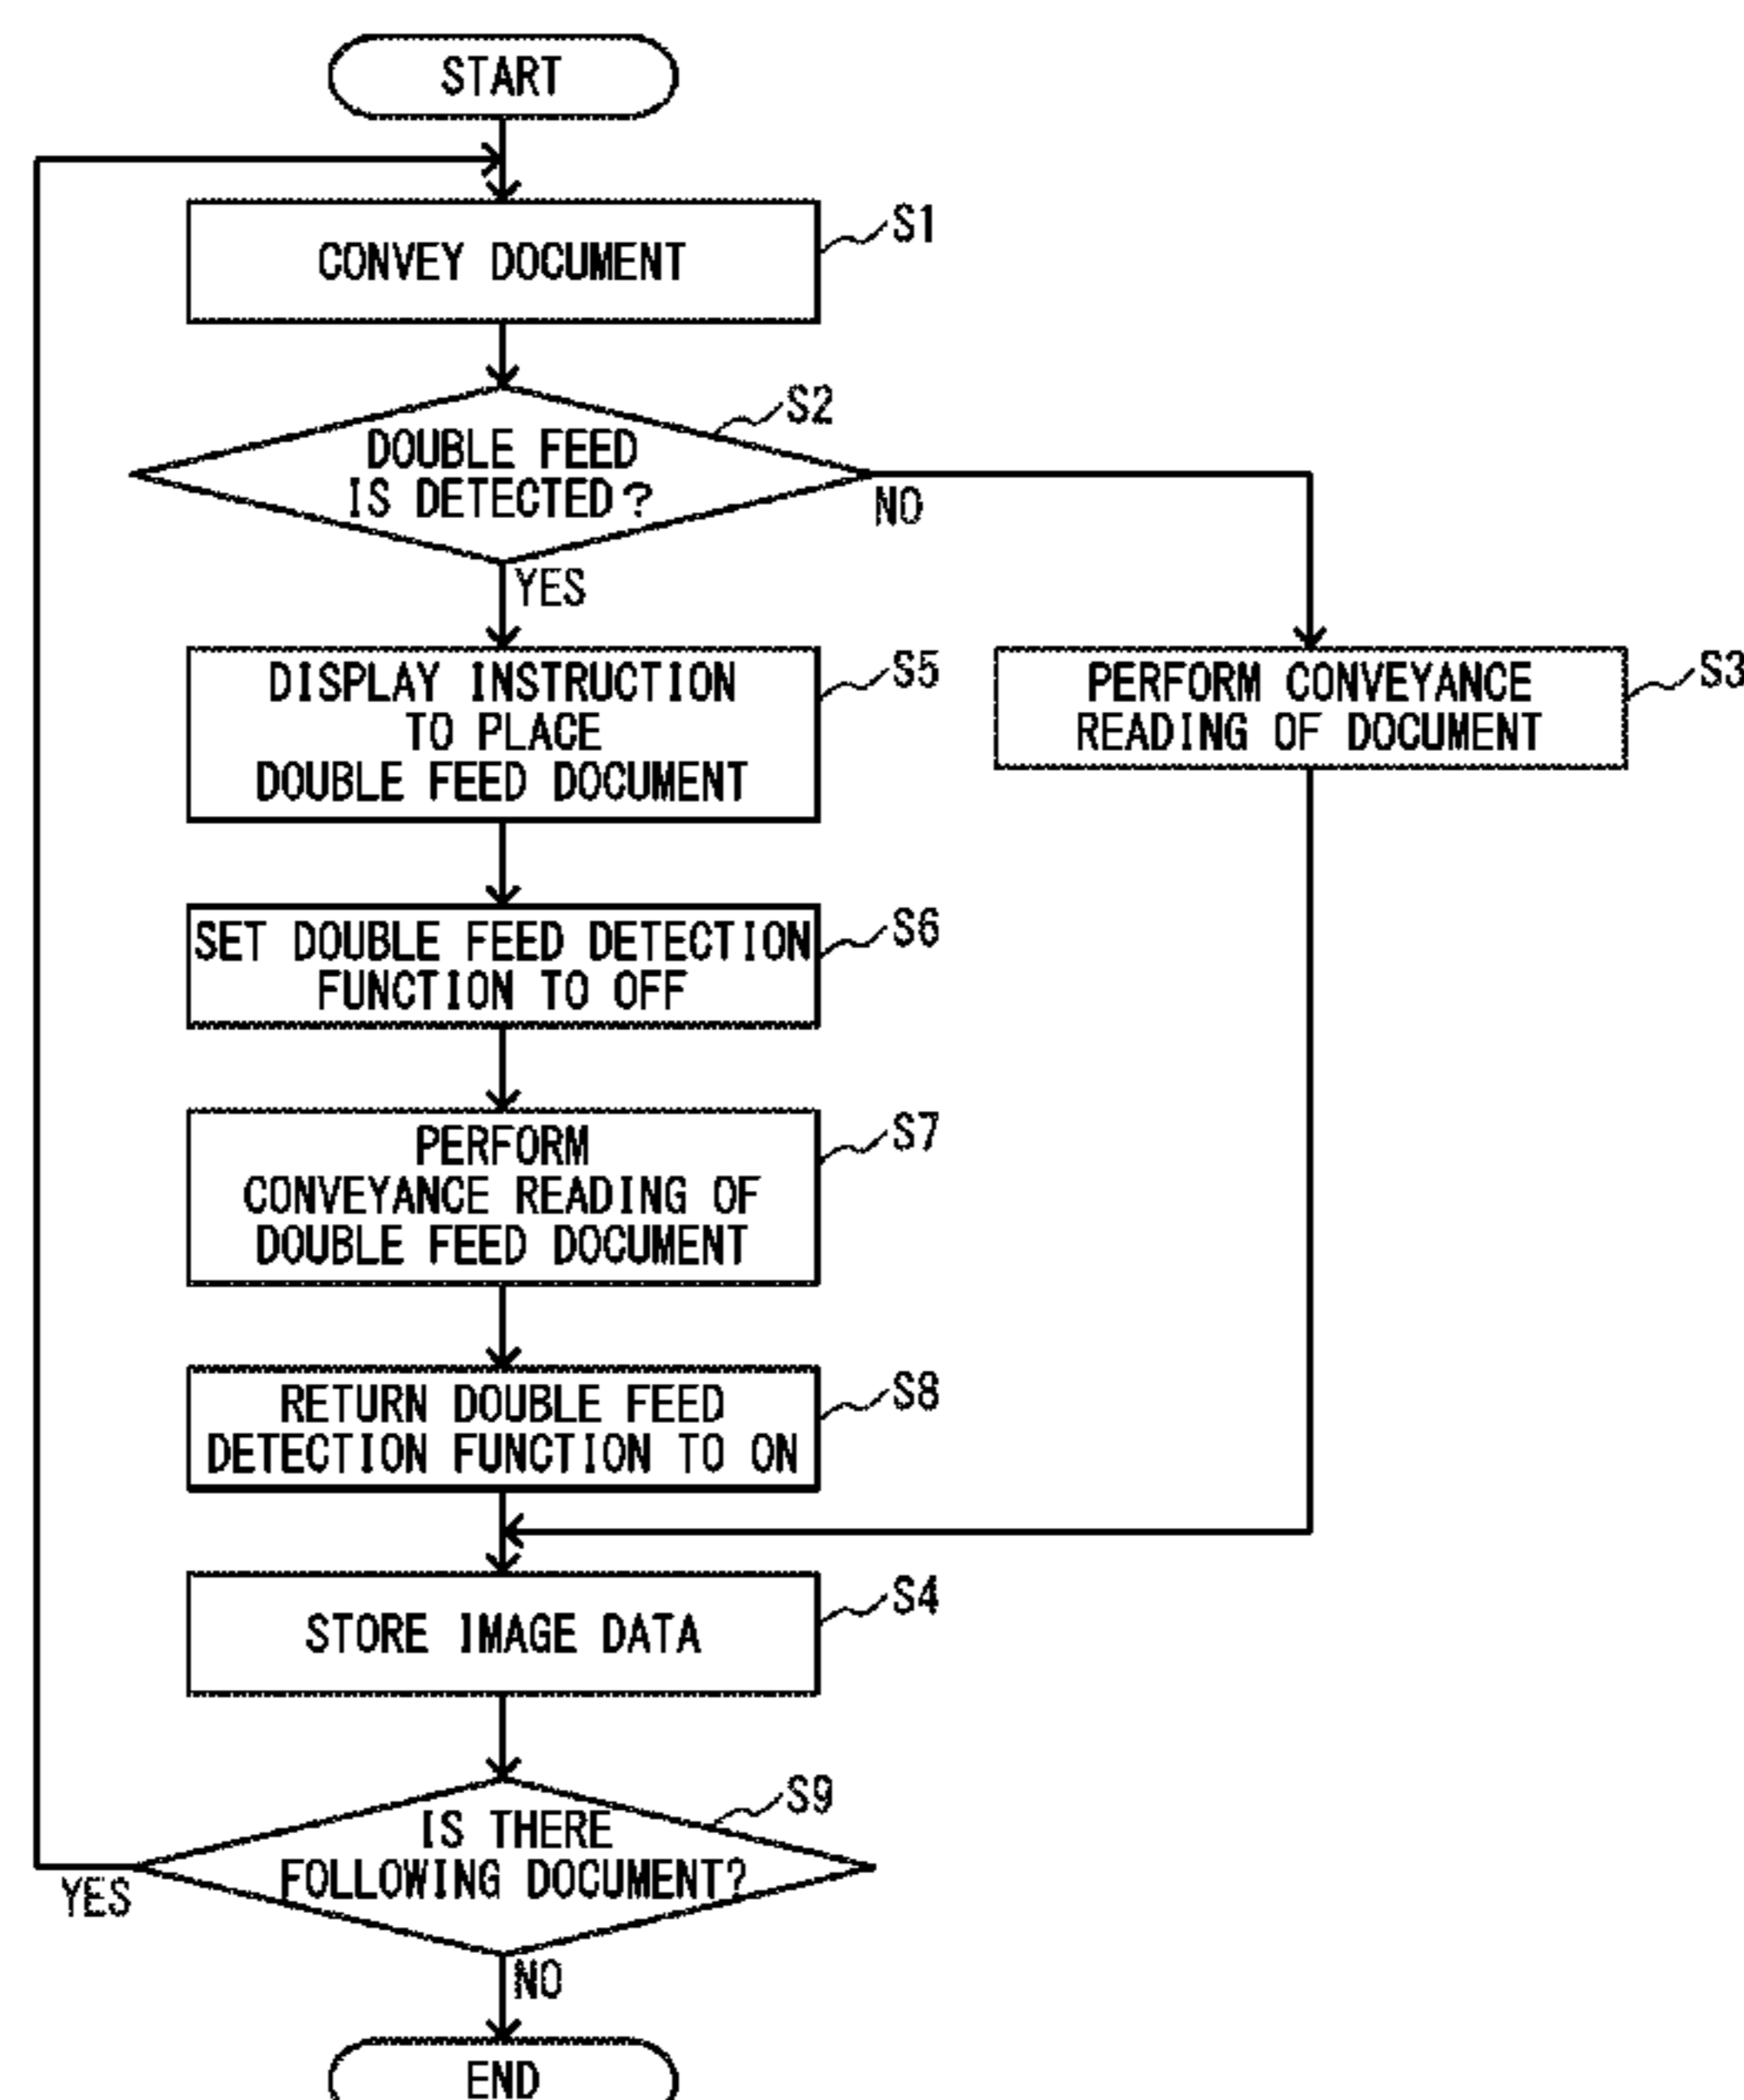 START
CONVEY DOCUMENT
S1
DOUBLE FEED
IS DETECTED?
S2
NO
YES
DISPLAY INSTRUCTION
TO PLACE
DOUBLE FEED DOCUMENT
S5
PERFORM CONVEYANCE
READING OF DOCUMENT
S3
SET DOUBLE FEED DETECTION
FUNCTION TO OFF
S6
PERFORM
CONVEYANCE READING OF
DOUBLE FEED DOCUMENT
S7
RETURN DOUBLE FEED
DETECTION FUNCTION TO ON
S8
STORE IMAGE DATA
S4
IS THERE
FOLLOWING DOCUMENT?
S9
YES
NO
END